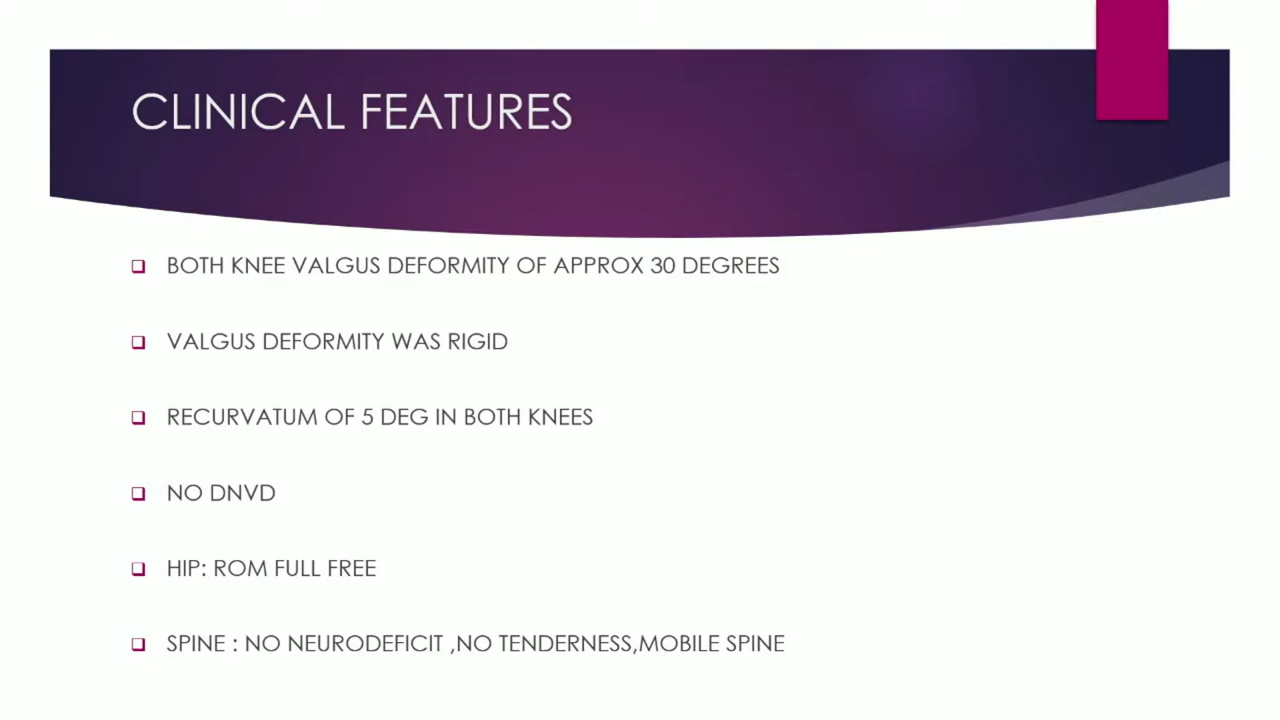 CLINICAL FEATURES
BOTH KNEE VALGUS DEFORMITY OF APPROX 30 DEGREES
VALGUS DEFORMITY WAS RIGID
RECURVATUM OF 5 DEG IN BOTH KNEES
NO DNVD
HIP: ROM FULL FREE
SPINE : NO NEURODEFICIT ,NO TENDERNESS,MOBILE SPINE